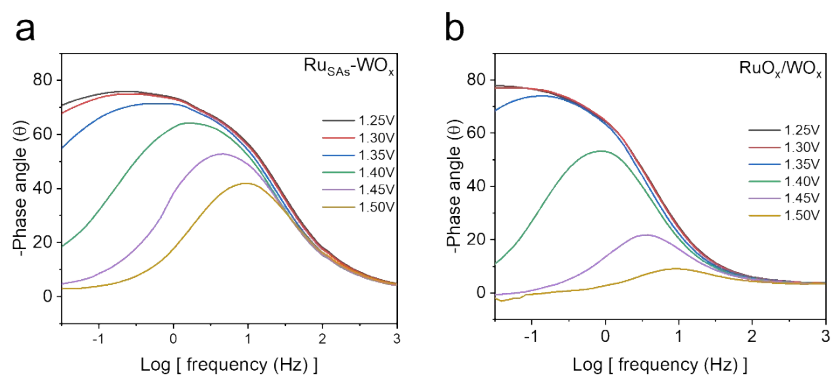 a
Ru_SAs-WO_x
80
60
40
20
0
-Phase angle (θ)
1.25V
1.30V
1.35V
1.40V
1.45V
1.50V
-1
0
1
2
3
Log [ frequency (Hz) ]
b
RuO_x/WO_x
80
60
40
20
0
-Phase angle (θ)
1.25V
1.30V
1.35V
1.40V
1.45V
1.50V
-1
0
1
2
3
Log [ frequency (Hz) ]